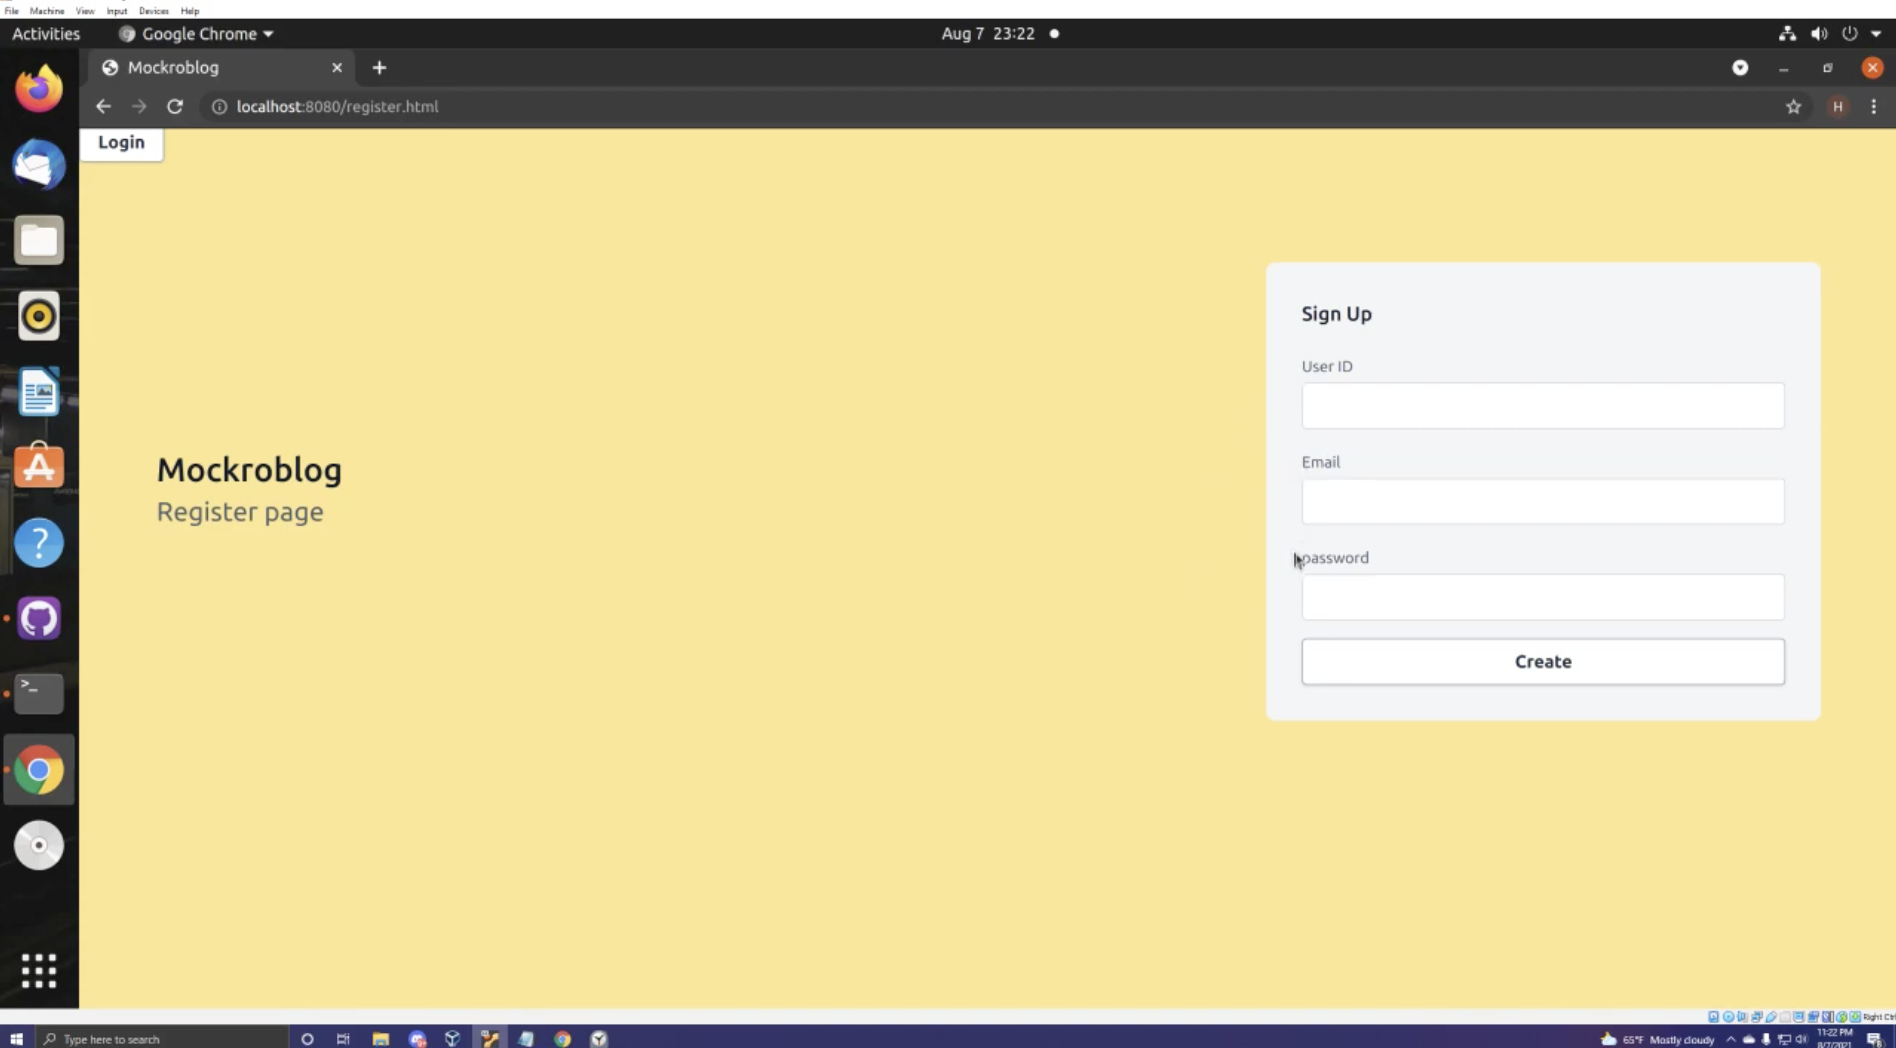 File Machine View Input Devices Help
Activities Google Chrome Aug 7 23:22
Mockroblog
localhost:8080/register.html H
Login
Sign Up
User ID
Email
Mockroblog
Register page
password
Create
Right Ctrl
Type here to search
65°F Mostly cloudy
11:22 PM
8/7/2021